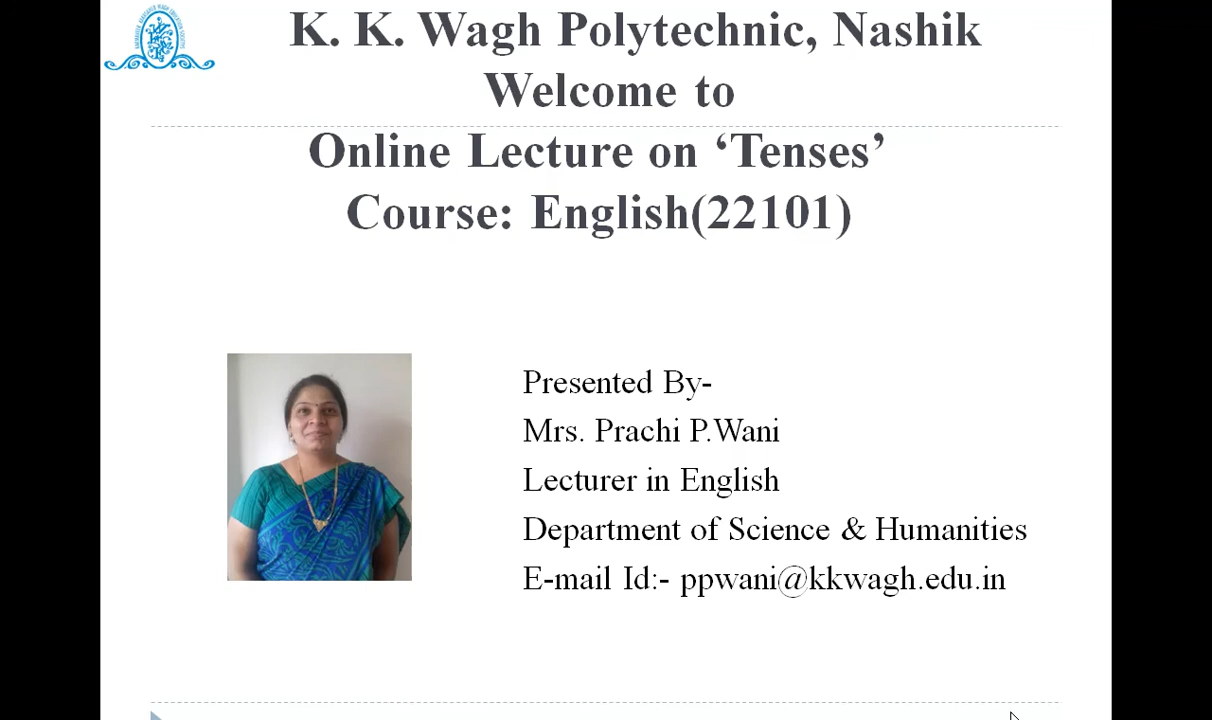 K. K. Wagh Polytechnic, Nashik
Welcome to
Online Lecture on ‘Tenses’
Course: English(22101)
Presented By-
Mrs. Prachi P.Wani
Lecturer in English
Department of Science & Humanities
E-mail Id:- ppwani@kkwagh.edu.in